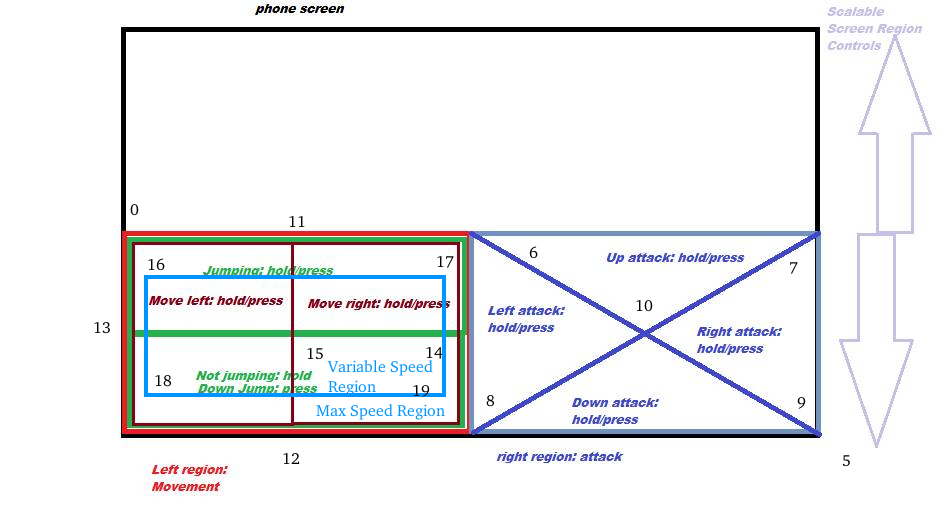 phone screen
Scalable
Screen Region
Controls
0
11
16
17
Jumping: hold/press
Move left: hold/press
Move right: hold/press
13
15
14
Variable Speed
Region
18
Not jumping: hold
Down Jump: press
19
Max Speed Region
12
Left region:
Movement
6
Up attack: hold/press
7
10
Left attack:
hold/press
Right attack:
hold/press
8
Down attack:
hold/press
9
right region: attack
5